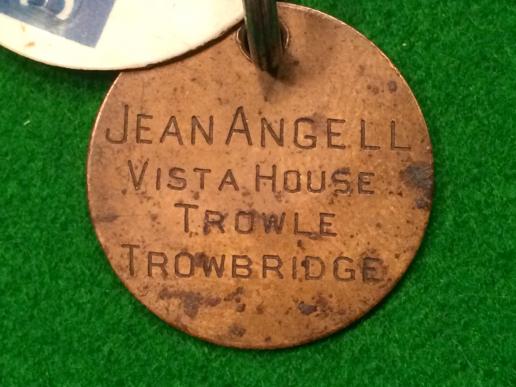 JEAN ANGELL
VISTA HOUSE
TROWLE
TROWBRIDGE